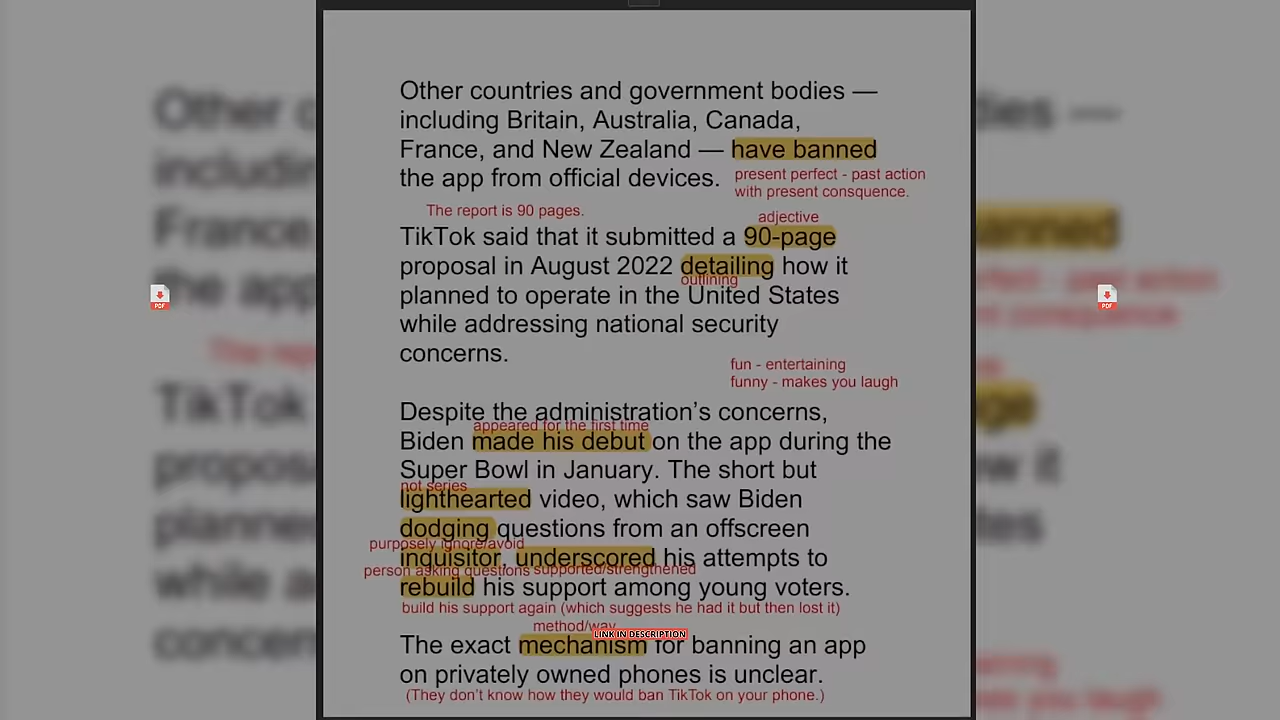 Other countries and government bodies —
including Britain, Australia, Canada,
France, and New Zealand — have banned
the app from official devices.
present perfect - past action
with present consquence.
The report is 90 pages.
adjective
TikTok said that it submitted a 90-page
proposal in August 2022 detailing how it
outlining
planned to operate in the United States
while addressing national security
concerns.
fun - entertaining
funny - makes you laugh
Despite the administration’s concerns,
appeared for the first time
Biden made his debut on the app during the
Super Bowl in January. The short but
not series
lighthearted video, which saw Biden
dodging questions from an offscreen
purposely ignore/avoid
inquisitor, underscored his attempts to
person asking questions supported/strengthened
rebuild his support among young voters.
build his support again (which suggests he had it but then lost it)
method/way
LINK IN DESCRIPTION
The exact mechanism for banning an app
on privately owned phones is unclear.
(They don’t know how they would ban TikTok on your phone.)
PDF
PDF